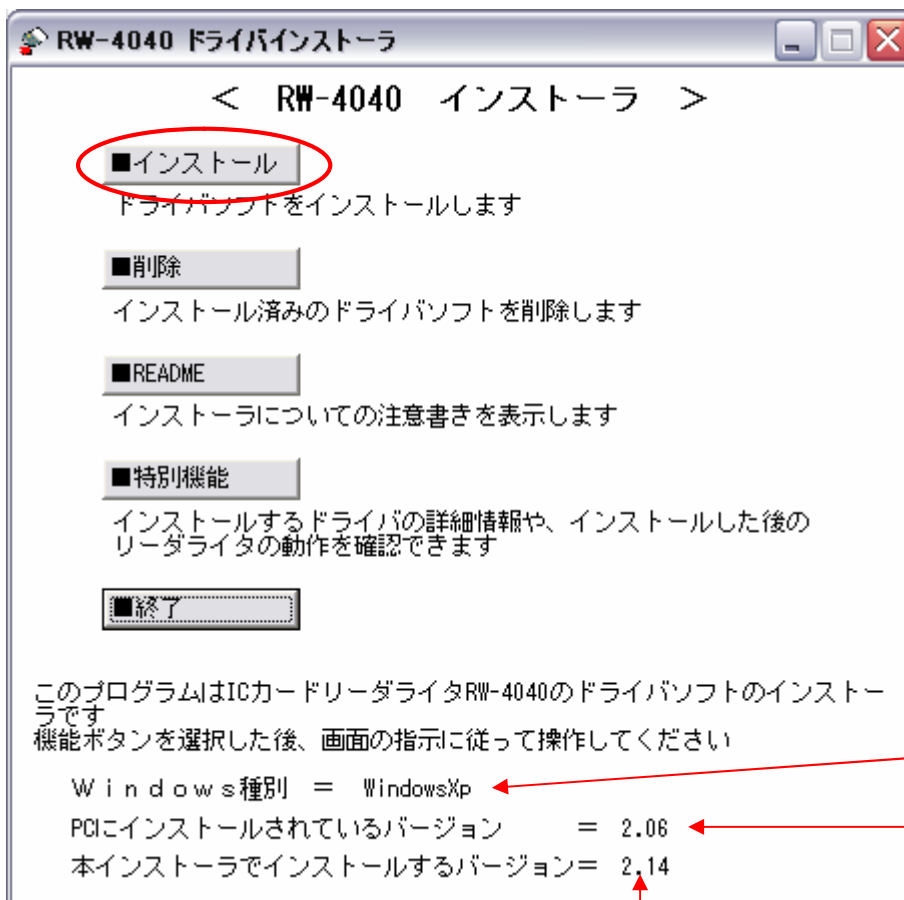 RW-4040 ドライバインストーラ
＜ RW-4040 インストーラ ＞
■インストール
ドライバソフトをインストールします
■削除
インストール済みのドライバソフトを削除します
■README
インストーラについての注意書きを表示します
■特別機能
インストールするドライバの詳細情報や、インストールした後の
リーダライタの動作を確認できます
■終了
このプログラムはICカードリーダライタRW-4040のドライバソフトのインストー
ラです
機能ボタンを選択した後、画面の指示に従って操作してください
Ｗｉｎｄｏｗｓ種別 ＝ WindowsXp
PCにインストールされているバージョン ＝ 2.06
本インストーラでインストールするバージョン＝ 2.14